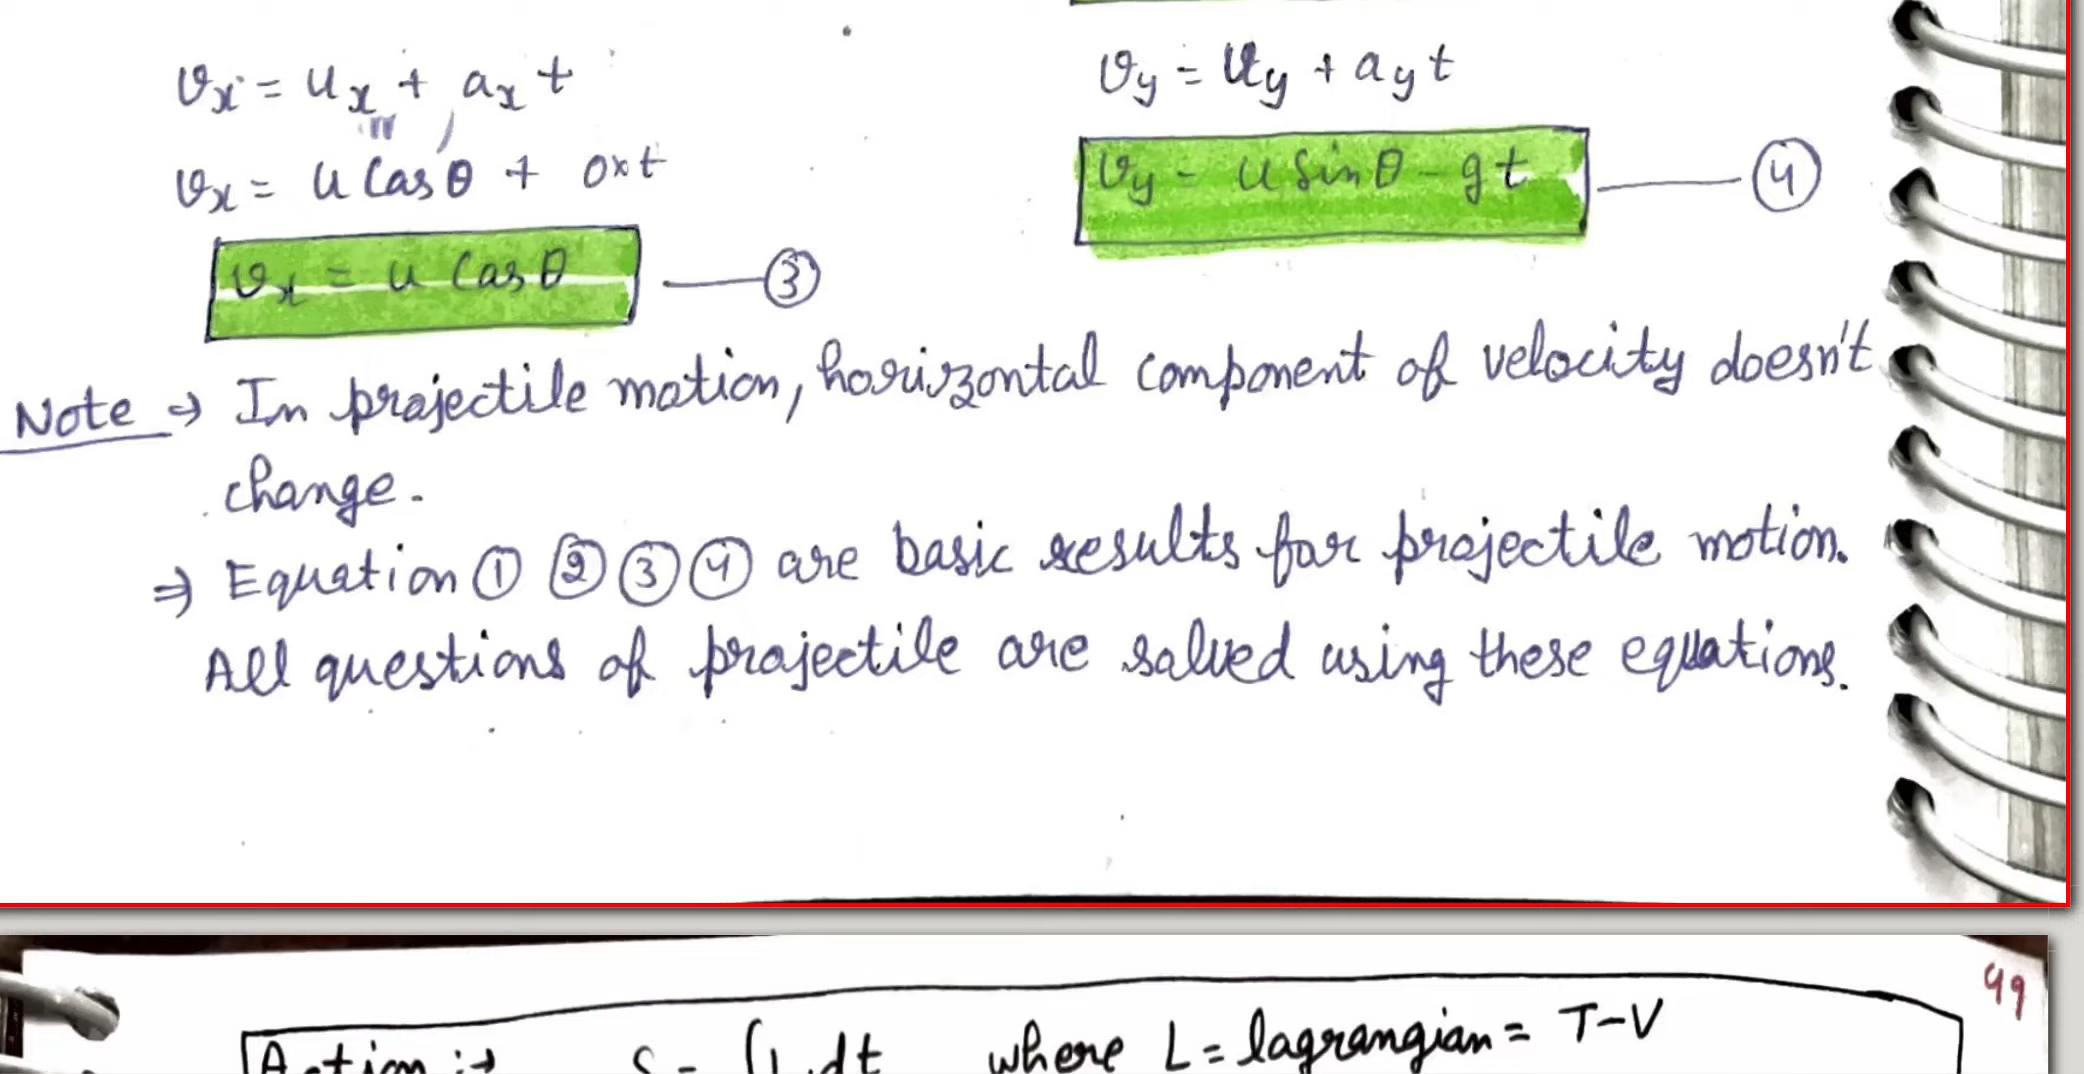 vx = ux + ax t
vy = uy + ay t
vx = u Cos θ + 0×t
vy = u Sin θ - gt ④
vx = u Cos θ ③
Note ⇒ In projectile motion, horizontal component of velocity doesn't
change.
⇒ Equation ① ② ③ ④ are basic results for projectile motion.
All questions of projectile are solved using these equations.
49
Action :→ S = ∫L.dt where L = lagrangian = T-V